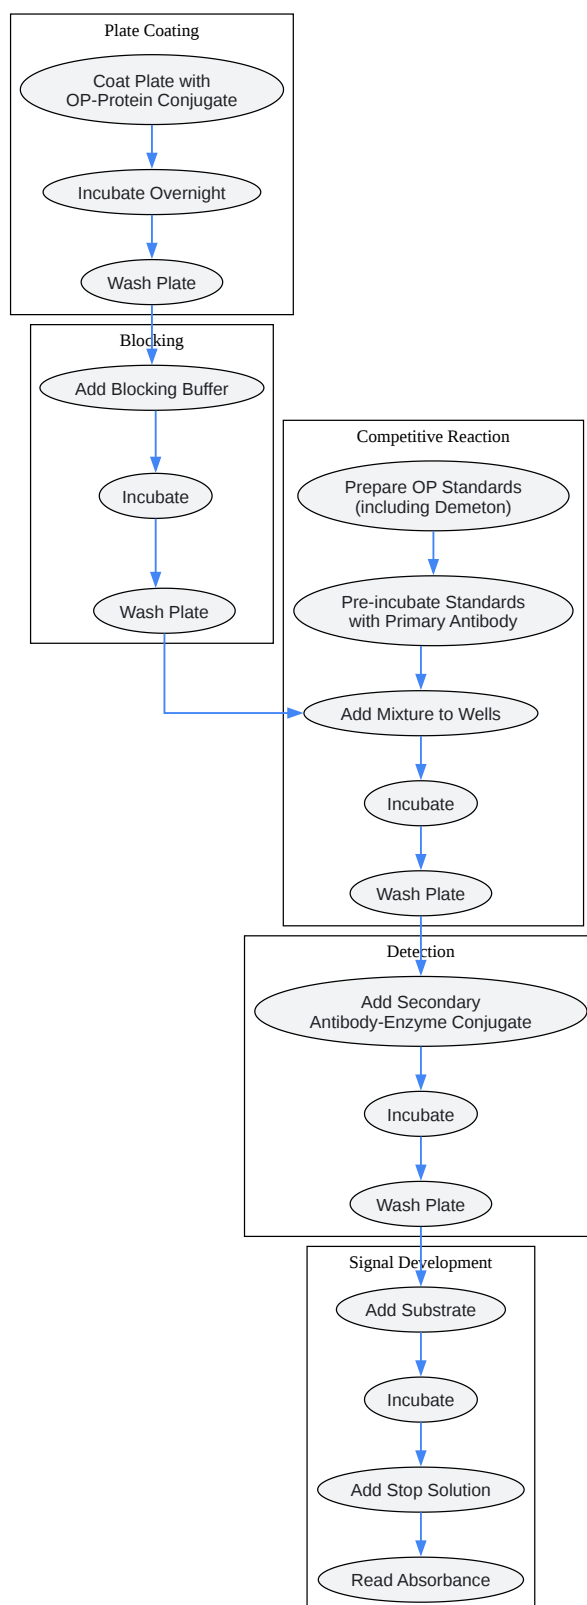 Plate Coating
Coat Plate with
OP-Protein Conjugate
Incubate Overnight
Wash Plate
Blocking
Add Blocking Buffer
Incubate
Wash Plate
Competitive Reaction
Prepare OP Standards
(including Demeton)
Pre-incubate Standards
with Primary Antibody
Add Mixture to Wells
Incubate
Wash Plate
Detection
Add Secondary
Antibody-Enzyme Conjugate
Incubate
Wash Plate
Signal Development
Add Substrate
Incubate
Add Stop Solution
Read Absorbance